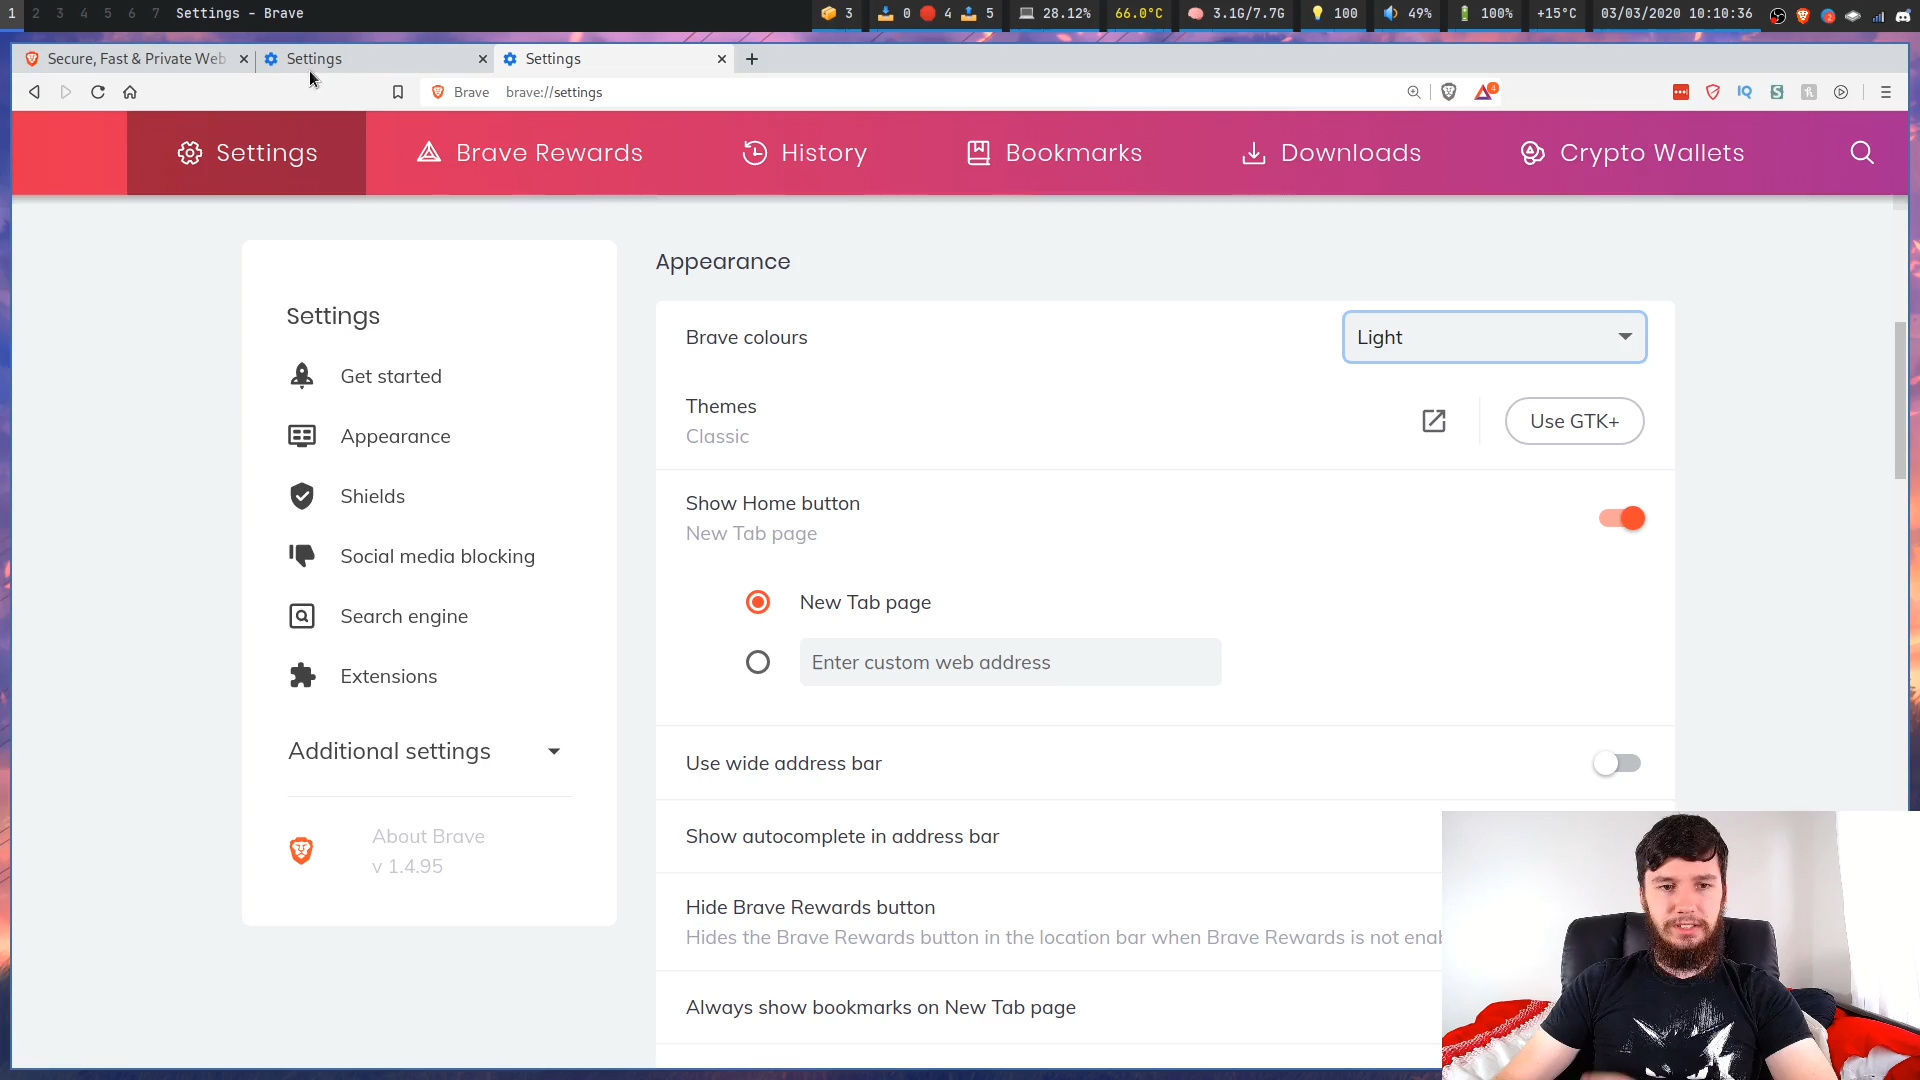 1 2 3 4 5 6 7 Settings - Brave 3 0 4 5 28.12% 66.0°C 3.1G/7.7G 100 49% 100% +15°C 03/03/2020 10:10:36
Secure, Fast & Private Web Settings Settings
Brave brave://settings 4 IQ
Settings Brave Rewards History Bookmarks Downloads Crypto Wallets
Settings
Get started
Appearance
Shields
Social media blocking
Search engine
Extensions
Additional settings
About Brave
v 1.4.95
Appearance
Brave colours Light
Themes
Classic
Use GTK+
Show Home button
New Tab page
New Tab page
Enter custom web address
Use wide address bar
Show autocomplete in address bar
Hide Brave Rewards button
Hides the Brave Rewards button in the location bar when Brave Rewards is not
Always show bookmarks on New Tab page